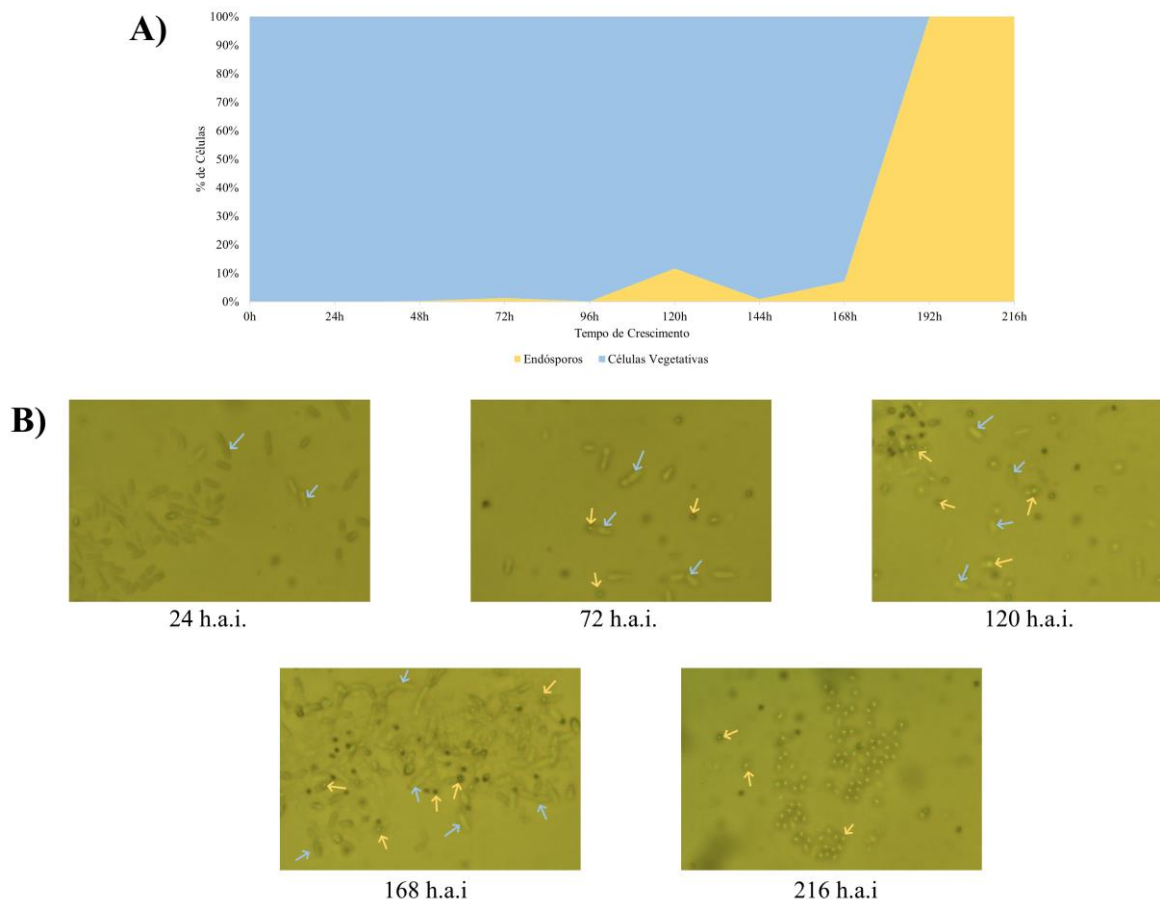 A)
100%
90%
80%
70%
60%
50%
40%
30%
20%
10%
0%
% de Células
0h 24h 48h 72h 96h 120h 144h 168h 192h 216h
Tempo de Crescimento
Endósporos Células Vegetativas
B)
24 h.a.i. 72 h.a.i. 120 h.a.i.
168 h.a.i 216 h.a.i